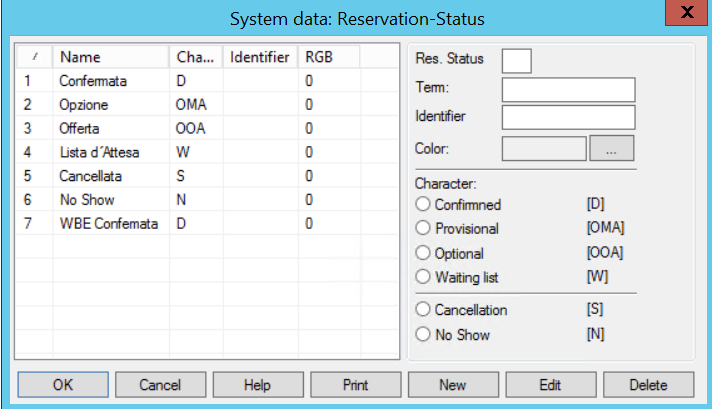 System data: Reservation-Status
X
/ Name Cha... Identifier RGB
1 Confermata D 0
2 Opzione OMA 0
3 Offerta OOA 0
4 Lista d´Attesa W 0
5 Cancellata S 0
6 No Show N 0
7 WBE Confemata D 0
Res. Status
Term:
Identifier
Color: ...
Character:
Confirmned [D]
Provisional [OMA]
Optional [OOA]
Waiting list [W]
Cancellation [S]
No Show [N]
OK Cancel Help Print New Edit Delete